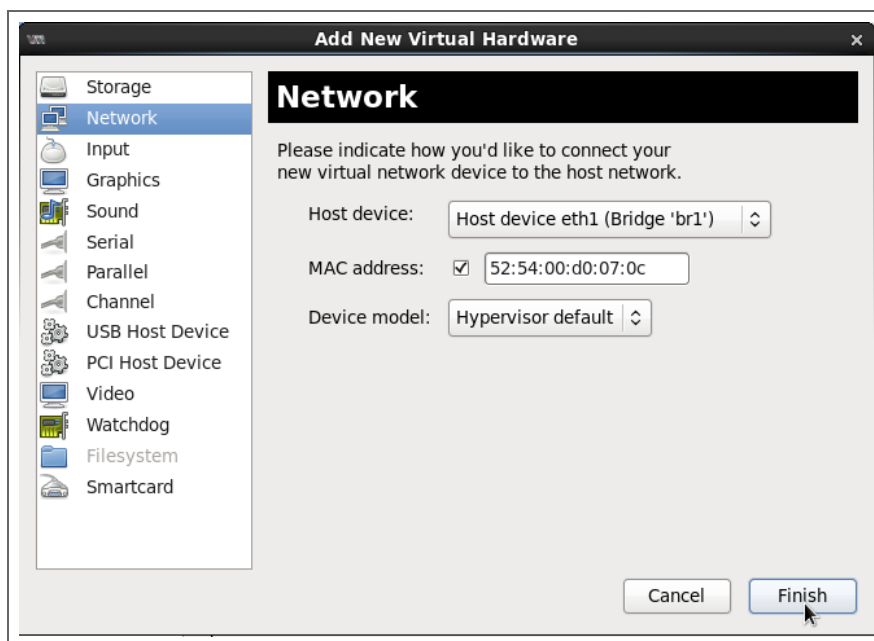 Add New Virtual Hardware
Storage
Network
Input
Graphics
Sound
Serial
Parallel
Channel
USB Host Device
PCI Host Device
Video
Watchdog
Filesystem
Smartcard
Network
Please indicate how you'd like to connect your
new virtual network device to the host network.
Host device: Host device eth1 (Bridge 'br1')
MAC address: 52:54:00:d0:07:0c
Device model: Hypervisor default
Cancel Finish